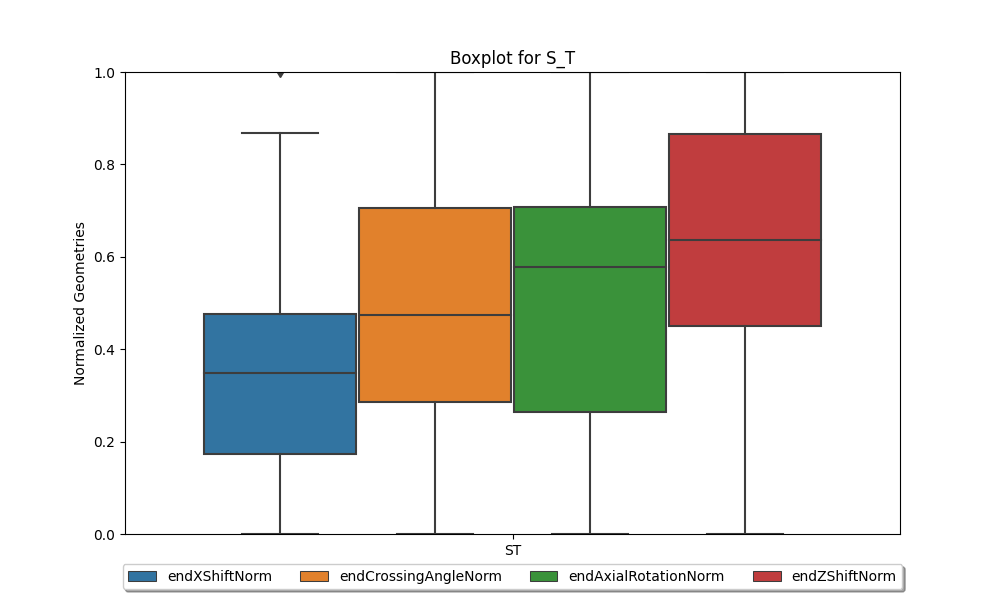 Boxplot for S_T
1.0
0.8
0.6
0.4
0.2
0.0
Normalized Geometries
ST
endXShiftNorm endCrossingAngleNorm endAxialRotationNorm endZShiftNorm